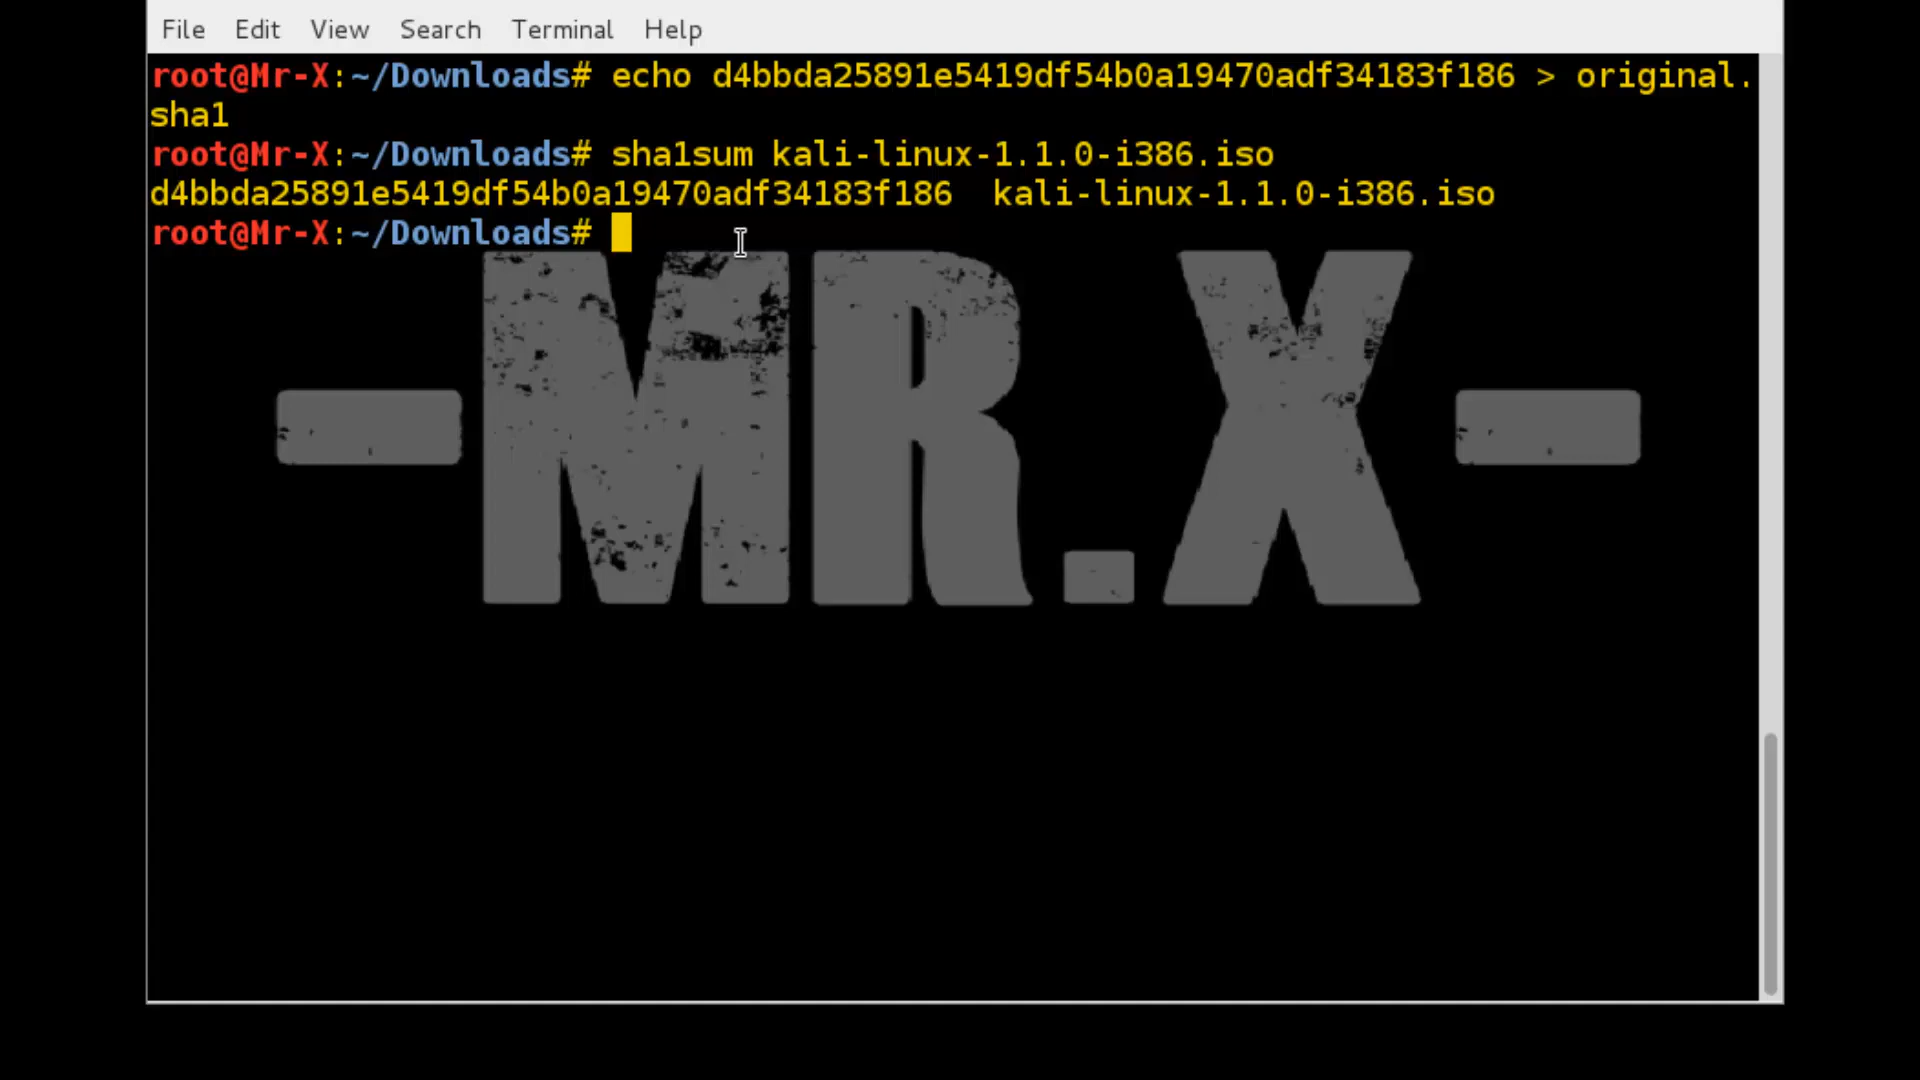 File Edit View Search Terminal Help
root@Mr-X:~/Downloads# echo d4bbda25891e5419df54b0a19470adf34183f186 > original.
sha1
root@Mr-X:~/Downloads# sha1sum kali-linux-1.1.0-i386.iso
d4bbda25891e5419df54b0a19470adf34183f186  kali-linux-1.1.0-i386.iso
root@Mr-X:~/Downloads#
-MR.X-